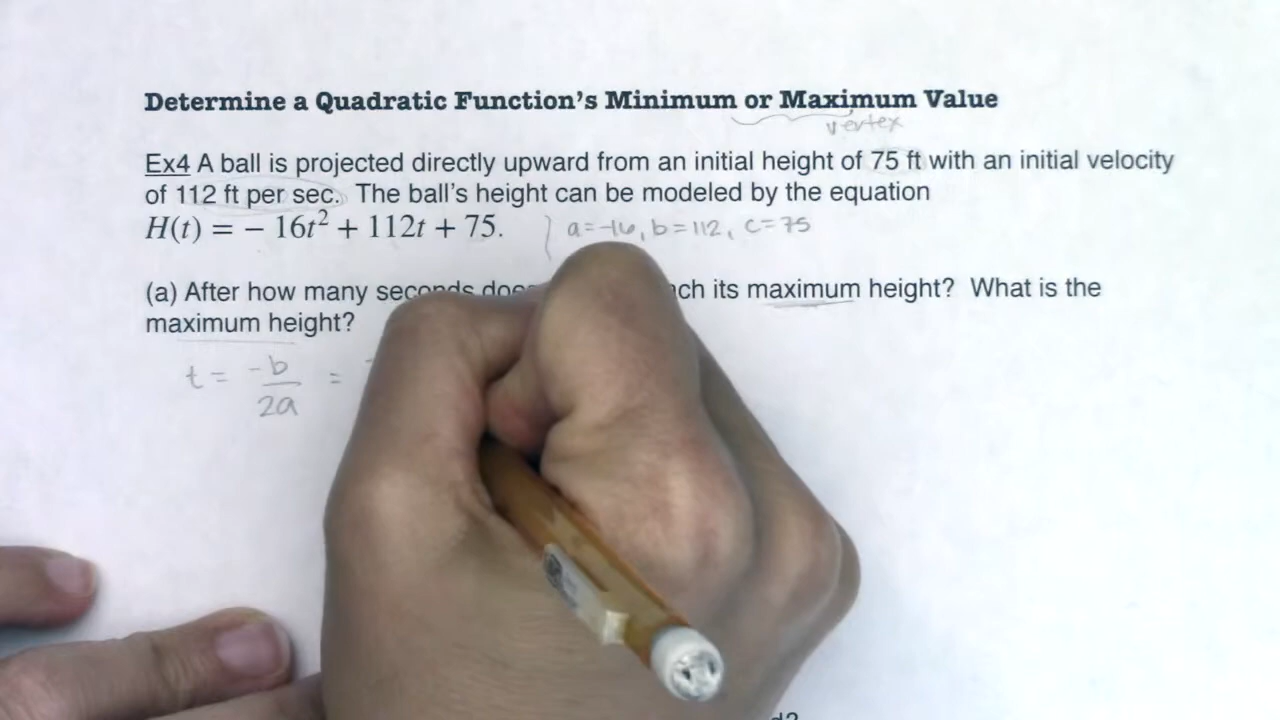 Determine a Quadratic Function's Minimum or Maximum Value
vertex
Ex4 A ball is projected directly upward from an initial height of 75 ft with an initial velocity
of 112 ft per sec. The ball's height can be modeled by the equation
H(t) = − 16t² + 112t + 75. } a=-16, b=112, c=75
(a) After how many seconds its maximum height? What is the
maximum height?
t = -b/2a =